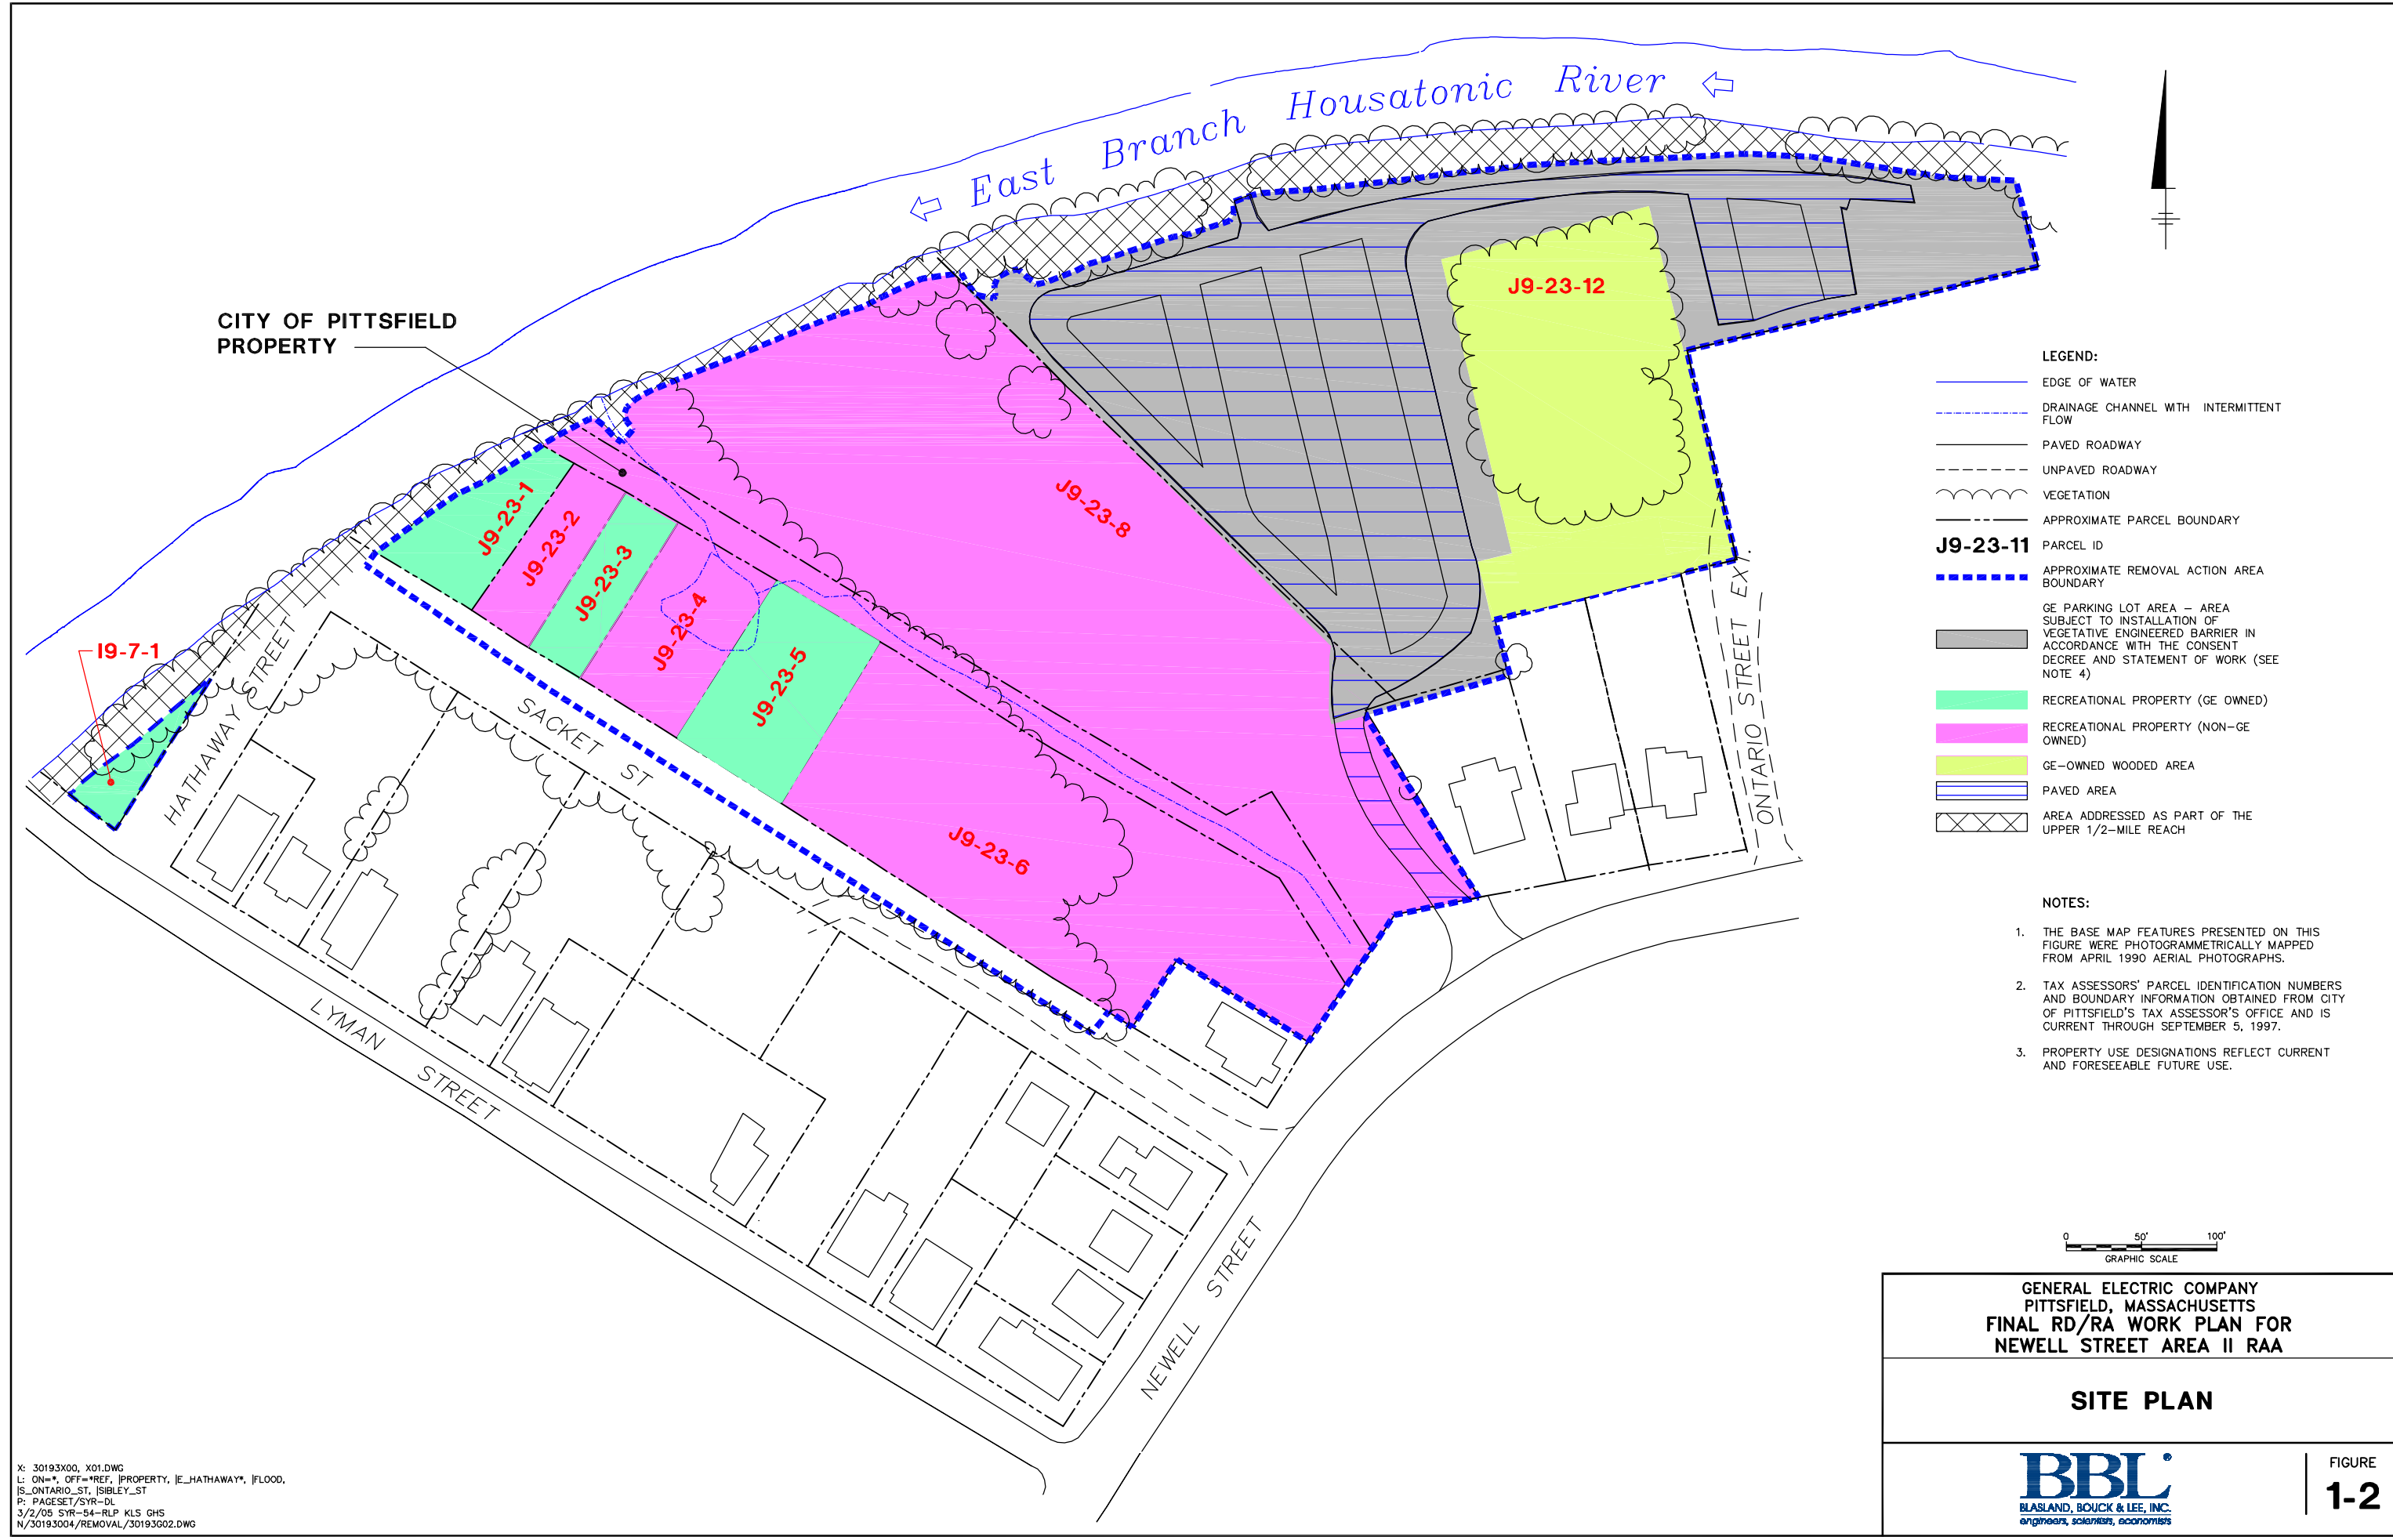 East Branch Housatonic River
CITY OF PITTSFIELD
PROPERTY
J9-23-12
J9-23-8
J9-23-1
J9-23-2
J9-23-3
J9-23-4
J9-23-5
J9-23-6
I9-7-1
HATHAWAY STREET
SACKET ST
LYMAN STREET
NEWELL STREET
ONTARIO STREET EXT.
LEGEND:
EDGE OF WATER
DRAINAGE CHANNEL WITH INTERMITTENT
FLOW
PAVED ROADWAY
UNPAVED ROADWAY
VEGETATION
APPROXIMATE PARCEL BOUNDARY
J9-23-11 PARCEL ID
APPROXIMATE REMOVAL ACTION AREA
BOUNDARY
GE PARKING LOT AREA - AREA
SUBJECT TO INSTALLATION OF
VEGETATIVE ENGINEERED BARRIER IN
ACCORDANCE WITH THE CONSENT
DECREE AND STATEMENT OF WORK (SEE
NOTE 4)
RECREATIONAL PROPERTY (GE OWNED)
RECREATIONAL PROPERTY (NON-GE
OWNED)
GE-OWNED WOODED AREA
PAVED AREA
AREA ADDRESSED AS PART OF THE
UPPER 1/2-MILE REACH
NOTES:
1. THE BASE MAP FEATURES PRESENTED ON THIS
FIGURE WERE PHOTOGRAMMETRICALLY MAPPED
FROM APRIL 1990 AERIAL PHOTOGRAPHS.
2. TAX ASSESSORS' PARCEL IDENTIFICATION NUMBERS
AND BOUNDARY INFORMATION OBTAINED FROM CITY
OF PITTSFIELD'S TAX ASSESSOR'S OFFICE AND IS
CURRENT THROUGH SEPTEMBER 5, 1997.
3. PROPERTY USE DESIGNATIONS REFLECT CURRENT
AND FORESEEABLE FUTURE USE.
0 50' 100'
GRAPHIC SCALE
GENERAL ELECTRIC COMPANY
PITTSFIELD, MASSACHUSETTS
FINAL RD/RA WORK PLAN FOR
NEWELL STREET AREA II RAA
SITE PLAN
BBL®
BLASLAND, BOUCK & LEE, INC.
engineers, scientists, economists
FIGURE
1-2
X: 30193X00, X01.DWG
L: ON=*, OFF=*REF, |PROPERTY, |E_HATHAWAY*, |FLOOD,
|S_ONTARIO_ST, |SIBLEY_ST
P: PAGESET/SYR-DL
3/2/05 SYR-54-RLP KLS GHS
N/30193004/REMOVAL/30193G02.DWG